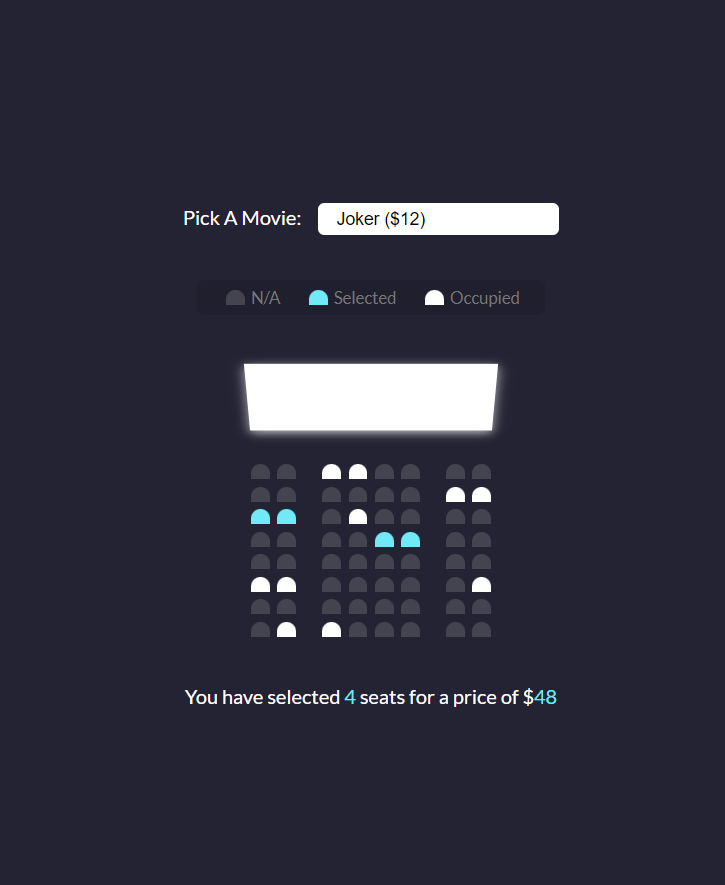 Pick A Movie: Joker ($12)
N/A Selected Occupied
You have selected 4 seats for a price of $48